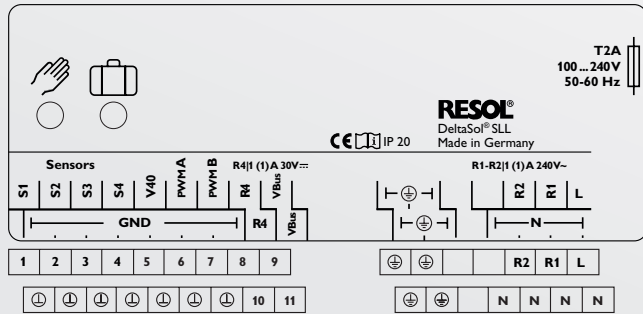 T2A
100 ... 240V
50-60 Hz
RESOL®
DeltaSol® SLL
Made in Germany
CE i IP 20
Sensors
R4|1 (1) A 30V⎓
R1-R2|1 (1) A 240V~
S1 S2 S3 S4 V40 PWM A PWM B R4 VBus
R2 R1 L
GND R4 VBus
N
1 2 3 4 5 6 7 8 9
R2 R1 L
10 11
N N N N